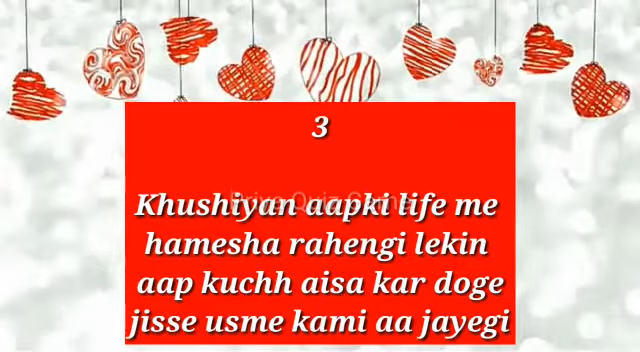 3
Khushiyan aapki life me
hamesha rahengi lekin
aap kuchh aisa kar doge
jisse usme kami aa jayegi